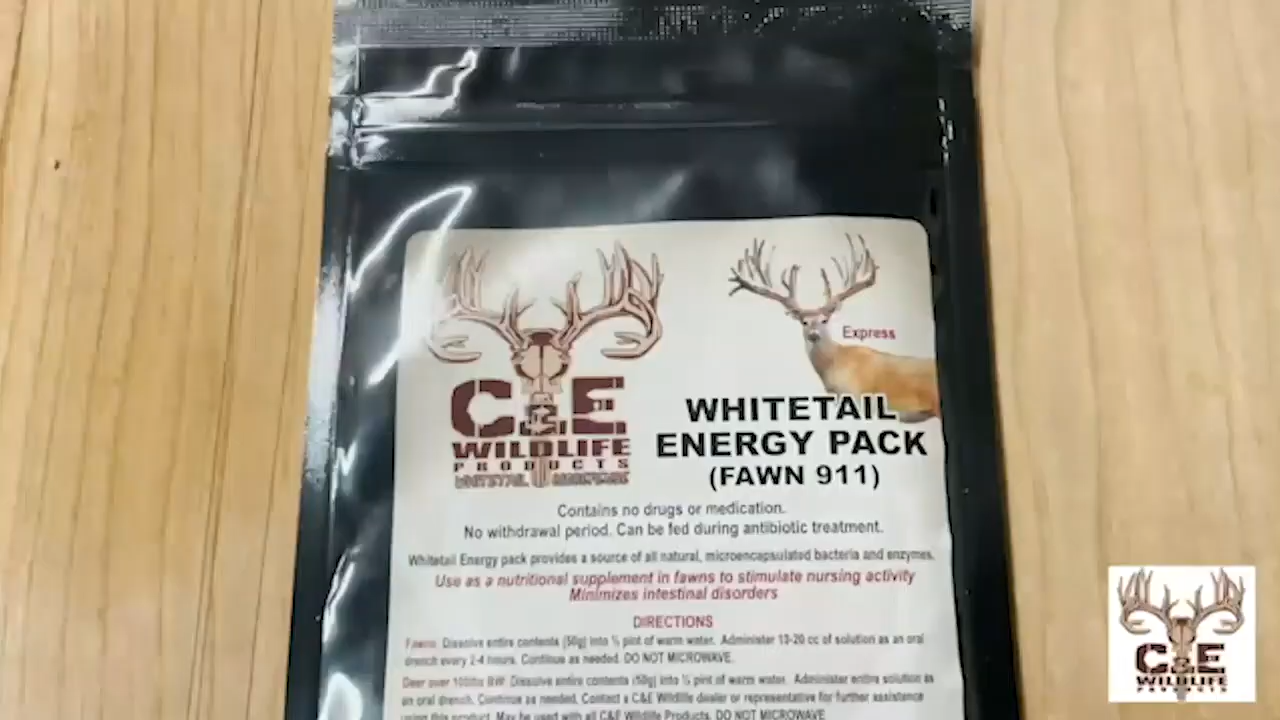 C&E
WILDLIFE
PRODUCTS
WHITETAIL
Express
WHITETAIL
ENERGY PACK
(FAWN 911)
Contains no drugs or medication.
No withdrawal period. Can be fed during antibiotic treatment.
Whitetail Energy pack provides a source of all natural, microencapsulated bacteria and enzymes.
Use as a nutritional supplement in fawns to stimulate nursing activity
Minimizes intestinal disorders
DIRECTIONS
Fawns: Dissolve entire contents (50g) into ½ pint of warm water. Administer 13-20 cc of solution as an oral
drench every 2-4 hours. Continue as needed. DO NOT MICROWAVE.
Deer over 100lbs BW: Dissolve entire contents (50g) into ½ pint of warm water. Administer entire solution as
an oral drench. Continue as needed. Contact a C&E Wildlife dealer or representative for further assistance
using this product. May be used with all C&E Wildlife Products. DO NOT MICROWAVE
C&E
WILDLIFE
PRODUCTS